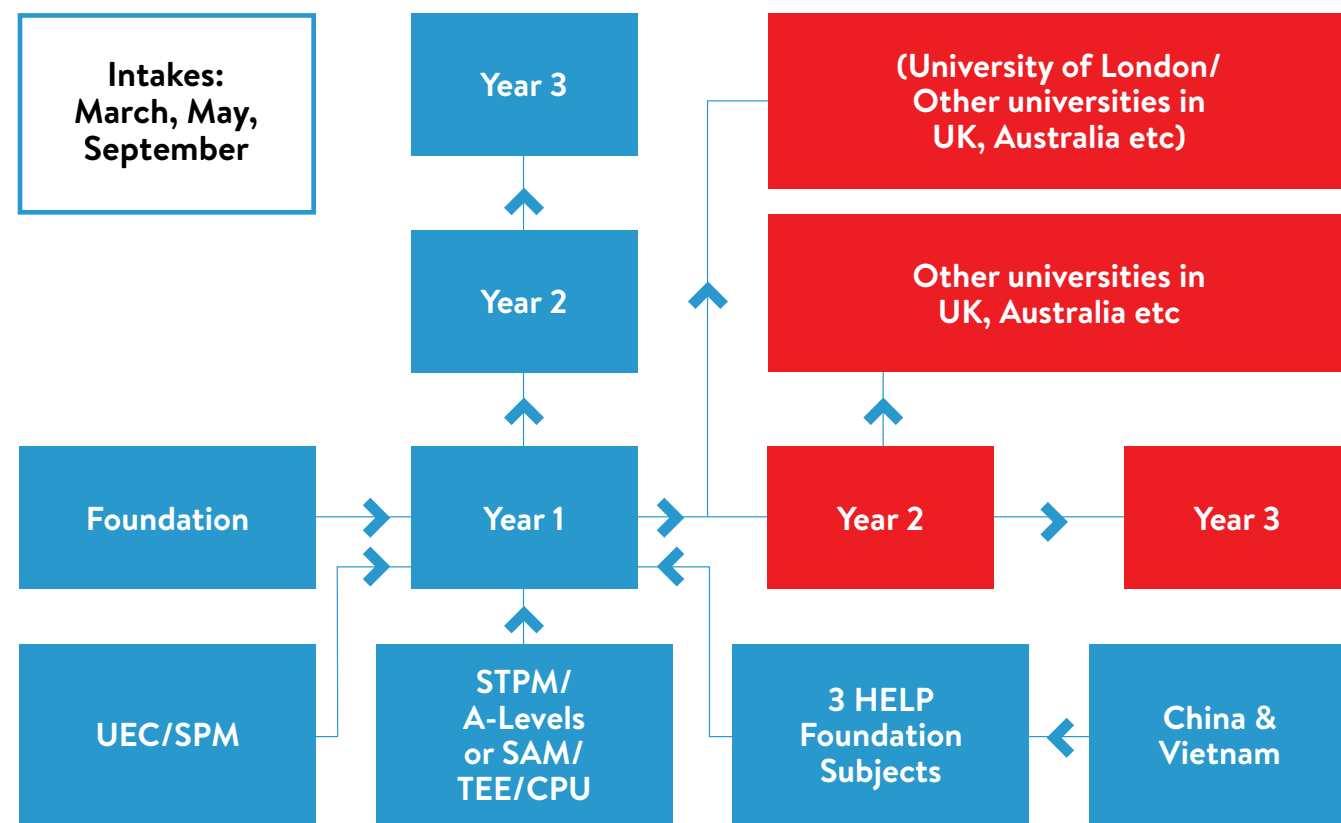 Intakes:
March, May,
September
Year 3
(University of London/
Other universities in
UK, Australia etc)
Year 2
Other universities in
UK, Australia etc
Foundation
Year 1
Year 2
Year 3
UEC/SPM
STPM/
A-Levels
or SAM/
TEE/CPU
3 HELP
Foundation
Subjects
China &
Vietnam